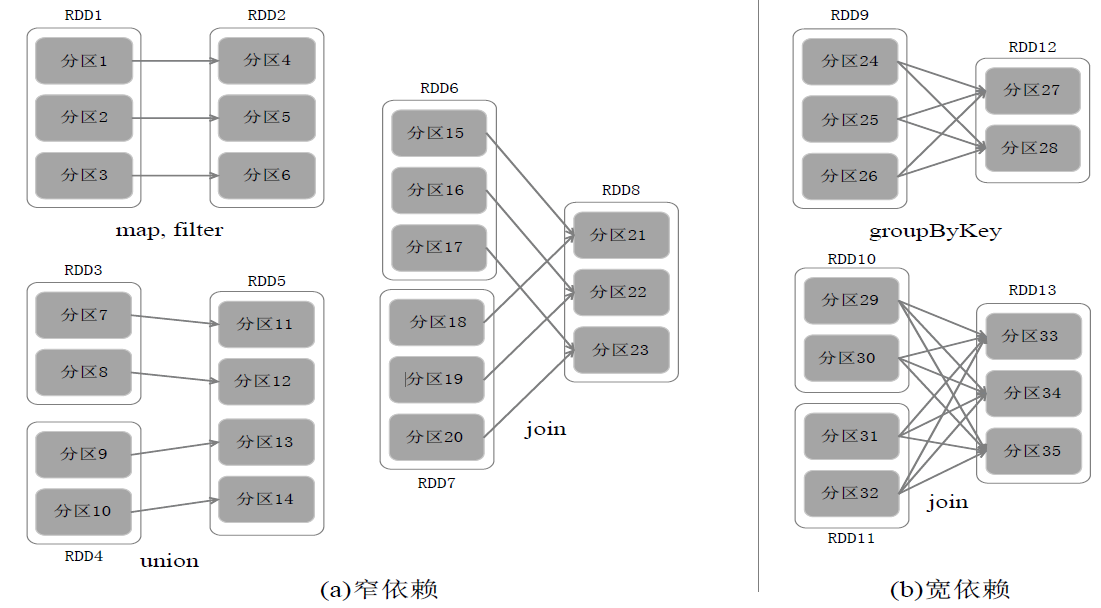 RDD1
分区1
分区2
分区3
RDD2
分区4
分区5
分区6
map, filter
RDD3
分区7
分区8
分区9
分区10
RDD4
RDD5
分区11
分区12
分区13
分区14
union
RDD6
分区15
分区16
分区17
分区18
分区19
分区20
RDD7
RDD8
分区21
分区22
分区23
join
(a)窄依赖
RDD9
分区24
分区25
分区26
RDD12
分区27
分区28
groupByKey
RDD10
分区29
分区30
分区31
分区32
RDD11
RDD13
分区33
分区34
分区35
join
(b)宽依赖